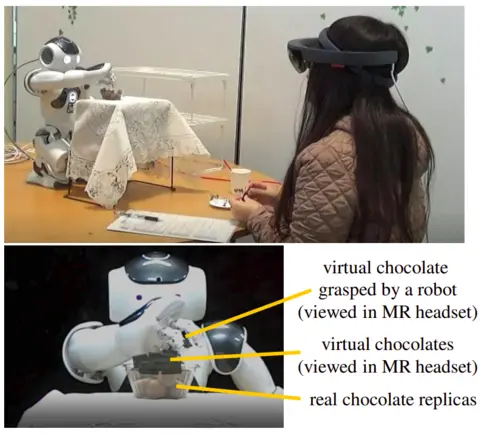 virtual chocolate
grasped by a robot
(viewed in MR headset)
virtual chocolates
(viewed in MR headset)
real chocolate replicas